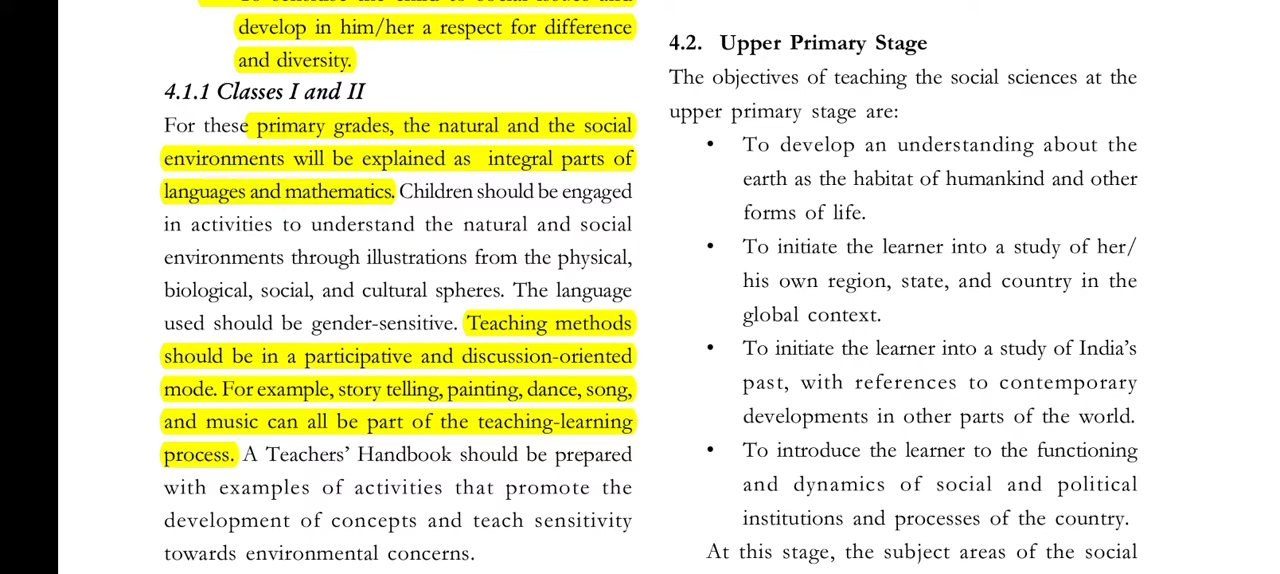 To sensitise the child to social issues and
develop in him/her a respect for difference
and diversity.
4.1.1 Classes I and II
For these primary grades, the natural and the social
environments will be explained as integral parts of
languages and mathematics. Children should be engaged
in activities to understand the natural and social
environments through illustrations from the physical,
biological, social, and cultural spheres. The language
used should be gender-sensitive. Teaching methods
should be in a participative and discussion-oriented
mode. For example, story telling, painting, dance, song,
and music can all be part of the teaching-learning
process. A Teachers' Handbook should be prepared
with examples of activities that promote the
development of concepts and teach sensitivity
towards environmental concerns.
4.2. Upper Primary Stage
The objectives of teaching the social sciences at the
upper primary stage are:
• To develop an understanding about the
earth as the habitat of humankind and other
forms of life.
• To initiate the learner into a study of her/
his own region, state, and country in the
global context.
• To initiate the learner into a study of India's
past, with references to contemporary
developments in other parts of the world.
• To introduce the learner to the functioning
and dynamics of social and political
institutions and processes of the country.
At this stage, the subject areas of the social